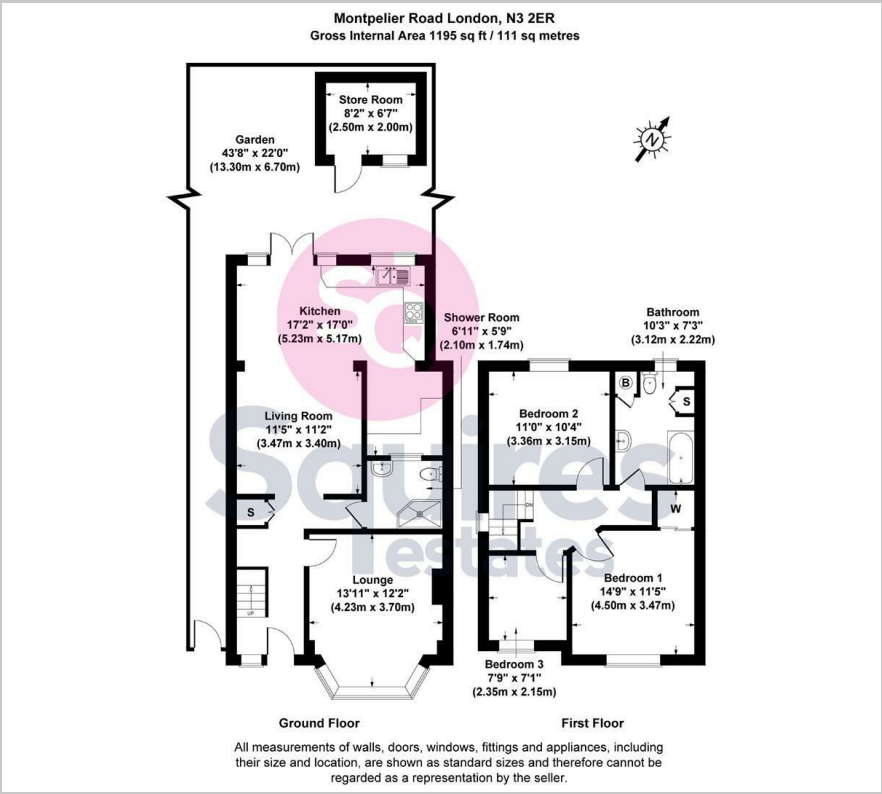 Montpelier Road London, N3 2ER
Gross Internal Area 1195 sq ft / 111 sq metres
Store Room
8'2" x 6'7"
(2.50m x 2.00m)
Garden
43'8" x 22'0"
(13.30m x 6.70m)
N
SQ
Kitchen
17'2" x 17'0"
(5.23m x 5.17m)
Shower Room
6'11" x 5'9"
(2.10m x 1.74m)
Bathroom
10'3" x 7'3"
(3.12m x 2.22m)
B
S
Living Room
11'5" x 11'2"
(3.47m x 3.40m)
Bedroom 2
11'0" x 10'4"
(3.36m x 3.15m)
Squires
estates
S
DN
W
Lounge
13'11" x 12'2"
(4.23m x 3.70m)
Bedroom 1
14'9" x 11'5"
(4.50m x 3.47m)
UP
Bedroom 3
7'9" x 7'1"
(2.35m x 2.15m)
Ground Floor
First Floor
All measurements of walls, doors, windows, fittings and appliances, including
their size and location, are shown as standard sizes and therefore cannot be
regarded as a representation by the seller.